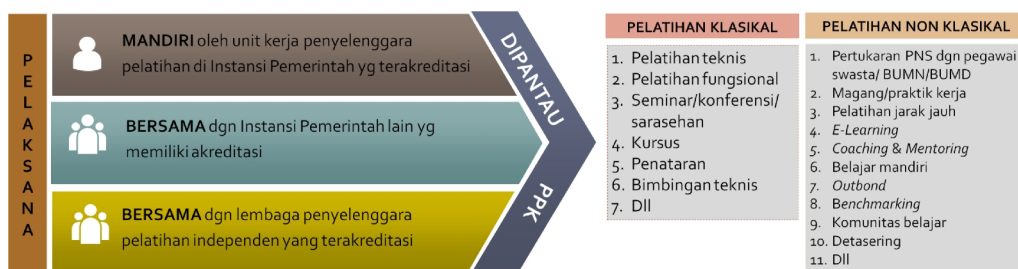 PELAKSANA
MANDIRI oleh unit kerja penyelenggara
pelatihan di Instansi Pemerintah yg terakreditasi
BERSAMA dgn Instansi Pemerintah lain yg
memiliki akreditasi
BERSAMA dgn lembaga penyelenggara
pelatihan independen yang terakreditasi
DIPANTAU
PPK
PELATIHAN KLASIKAL
1. Pelatihan teknis
2. Pelatihan fungsional
3. Seminar/konferensi/
sarasehan
4. Kursus
5. Penataran
6. Bimbingan teknis
7. Dll
PELATIHAN NON KLASIKAL
1. Pertukaran PNS dgn pegawai
swasta/ BUMN/BUMD
2. Magang/praktik kerja
3. Pelatihan jarak jauh
4. E-Learning
5. Coaching & Mentoring
6. Belajar mandiri
7. Outbond
8. Benchmarking
9. Komunitas belajar
10. Detasering
11. Dll